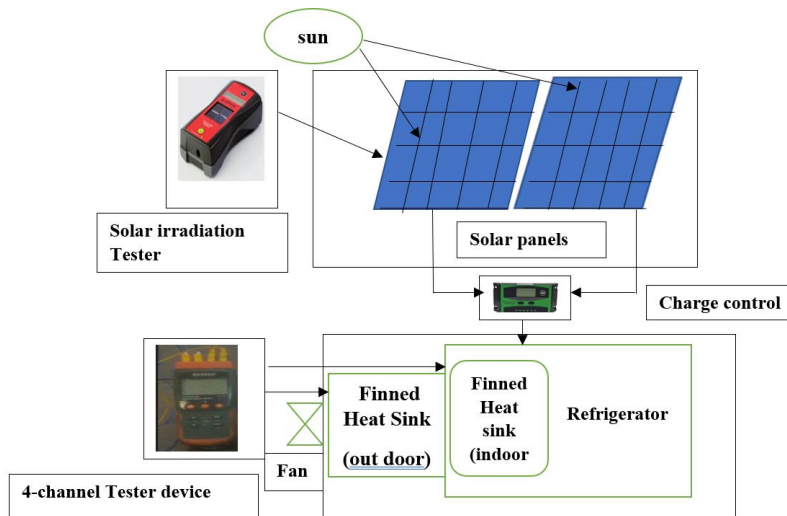 sun
Solar irradiation
Tester
Solar panels
Charge control
Finned
Heat Sink
(out door)
Finned
Heat
sink
(indoor
Refrigerator
Fan
4-channel Tester device